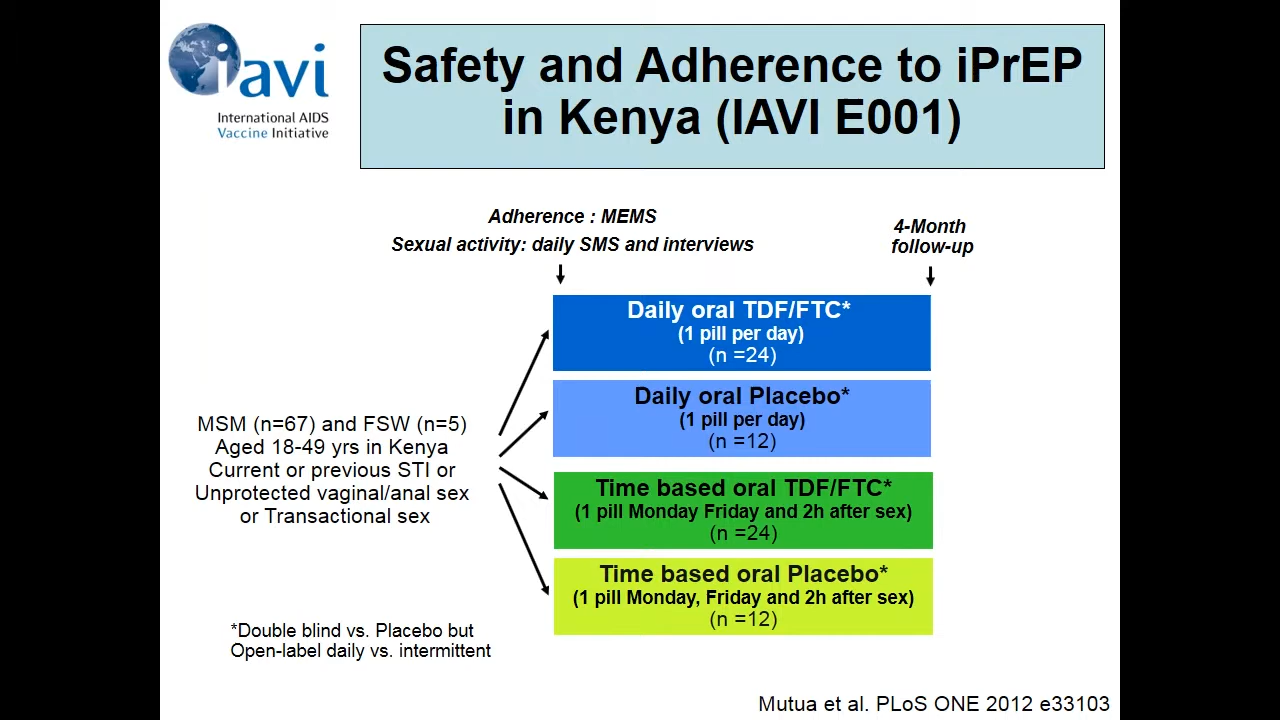 iavi
International AIDS
Vaccine Initiative
Safety and Adherence to iPrEP
in Kenya (IAVI E001)
Adherence : MEMS
Sexual activity: daily SMS and interviews
4-Month
follow-up
Daily oral TDF/FTC*
(1 pill per day)
(n =24)
Daily oral Placebo*
(1 pill per day)
(n =12)
MSM (n=67) and FSW (n=5)
Aged 18-49 yrs in Kenya
Current or previous STI or
Unprotected vaginal/anal sex
or Transactional sex
Time based oral TDF/FTC*
(1 pill Monday Friday and 2h after sex)
(n =24)
Time based oral Placebo*
(1 pill Monday, Friday and 2h after sex)
(n =12)
*Double blind vs. Placebo but
Open-label daily vs. intermittent
Mutua et al. PLoS ONE 2012 e33103